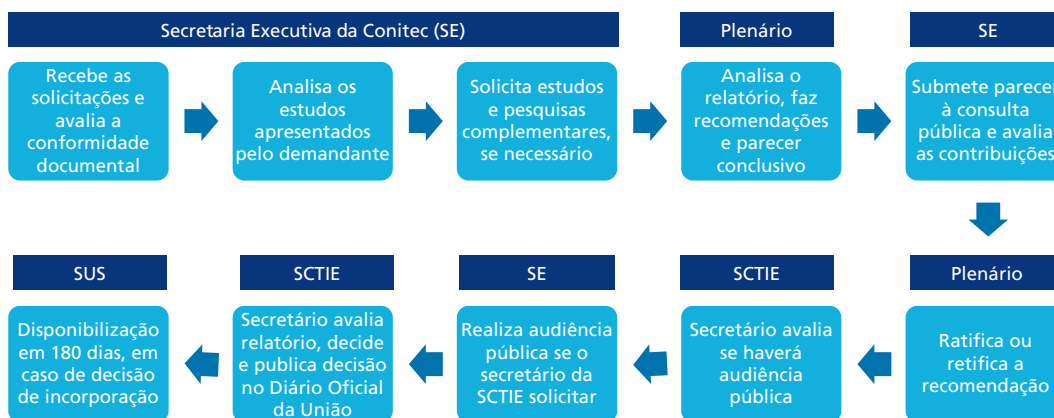 Secretaria Executiva da Conitec (SE)
Plenário
SE
Recebe as
solicitações e
avalia a
conformidade
documental
Analisa os
estudos
apresentados
pelo demandante
Solicita estudos
e pesquisas
complementares,
se necessário
Analisa o
relatório, faz
recomendações
e parecer
conclusivo
Submete parecer
à consulta
pública e avalia
as contribuições
SUS
SCTIE
SE
SCTIE
Plenário
Disponibilização
em 180 dias, em
caso de decisão
de incorporação
Secretário avalia
relatório, decide
e publica decisão
no Diário Oficial
da União
Realiza audiência
pública se o
secretário da
SCTIE solicitar
Secretário avalia
se haverá
audiência
pública
Ratifica ou
retifica a
recomendação